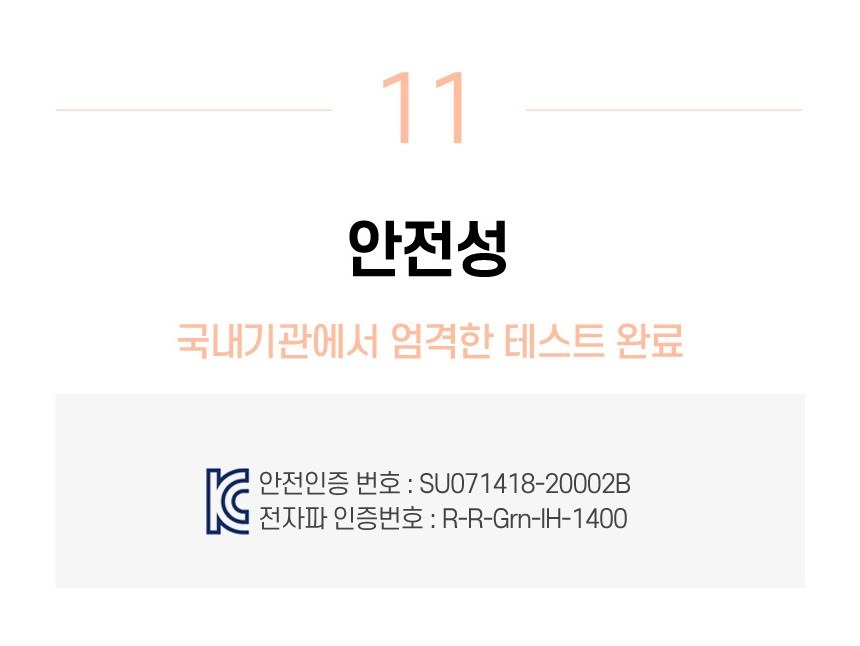 11
안전성
국내기관에서 엄격한 테스트 완료
안전인증 번호 : SU071418-20002B
전자파 인증번호 : R-R-Grn-IH-1400